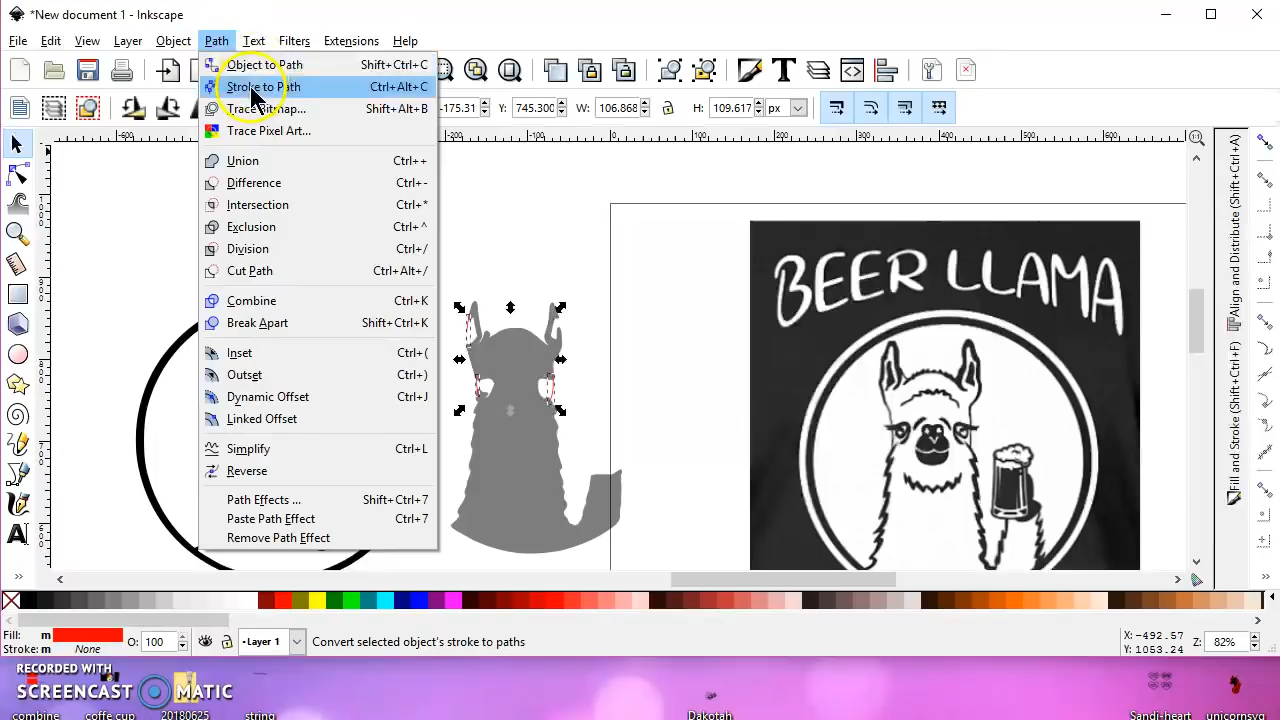 *New document 1 - Inkscape
File Edit View Layer Object Path Text Filters Extensions Help
Object to Path Shift+Ctrl+C
Stroke to Path Ctrl+Alt+C
Trace Bitmap... Shift+Alt+B
Trace Pixel Art...
Union Ctrl++
Difference Ctrl+-
Intersection Ctrl+*
Exclusion Ctrl+^
Division Ctrl+/
Cut Path Ctrl+Alt+/
Combine Ctrl+K
Break Apart Shift+Ctrl+K
Inset Ctrl+(
Outset Ctrl+)
Dynamic Offset Ctrl+J
Linked Offset
Simplify Ctrl+L
Reverse
Path Effects ... Shift+Ctrl+7
Paste Path Effect Ctrl+7
Remove Path Effect
-175.31 Y: 745.300 W: 106.868 H: 109.617 px
BEER LLAMA
Align and Distribute (Shift+Ctrl+A)
Fill and Stroke (Shift+Ctrl+F)
Fill: m O: 100 Layer 1 Convert selected object's stroke to paths X: -492.57 Z: 82%
Stroke: m None Y: 1053.24
RECORDED WITH
SCREENCAST MATIC
combine coffe cup 20180625 string Dakotah Sandi-heart unicornsvg